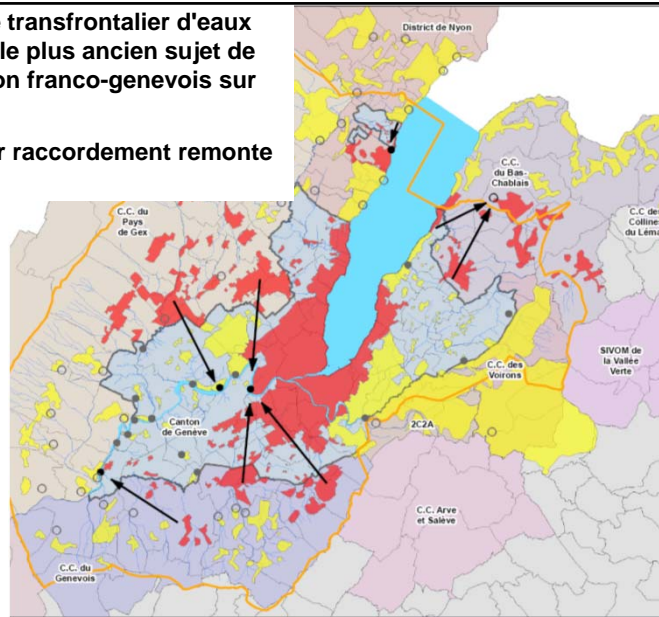 transfrontalier d'eaux
le plus ancien sujet de
on franco-genevois sur
raccordement remonte
District de Nyon
C.C.
du Bas-
Chablais
C.C. des
Colline
du Léma
C.C. du
Pays
de Gex
SIVOM de
la Vallée
Verte
C.C. des
Voirons
2C2A
Canton
de Genève
C.C. Arve
et Salève
C.C. du
Genevois